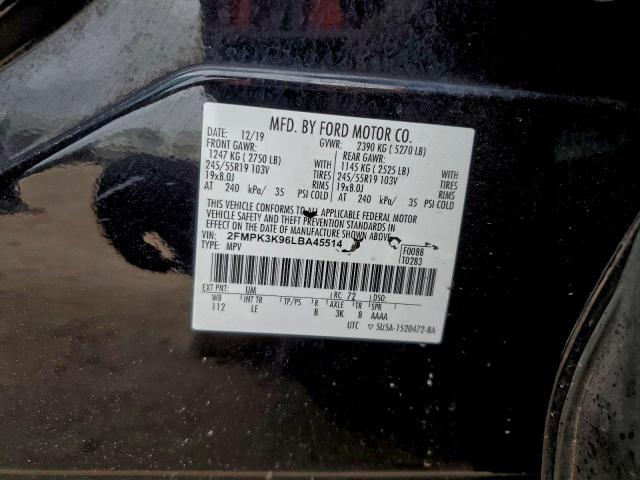 MFD. BY FORD MOTOR CO.
DATE: 12/19 GVWR: 2390 KG ( 5270 LB)
FRONT GAWR: REAR GAWR:
1247 KG ( 2750 LB) 1145 KG ( 2525 LB)
245/55R19 103V TIRES 245/55R19 103V TIRES
19x8.0J RIMS 19x8.0J RIMS
AT 240 kPa/ 35 PSI COLD AT 240 kPa/ 35 PSI COLD
THIS VEHICLE CONFORMS TO ALL APPLICABLE FEDERAL MOTOR
VEHICLE SAFETY AND THEFT PREVENTION STANDARDS IN
EFFECT ON THE DATE OF MANUFACTURE SHOWN ABOVE.
VIN: 2FMPK3K96LBA45514
TYPE: MPV
F0088
T0283
EXT PNT: UM RC: 72 DSO:
WB INT TR TP/PS R AXLE TR SPR
112 LE 8 3K 8 AAAA
UTC ▽ 5U5A-1520472-BA